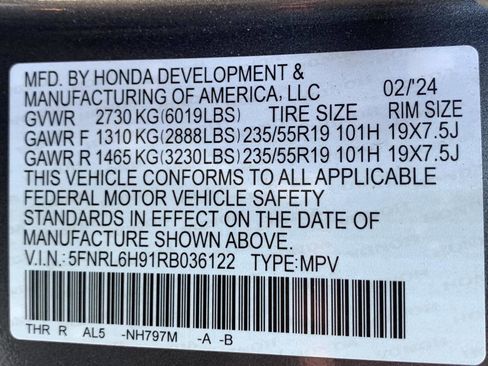 MFD. BY HONDA DEVELOPMENT &
MANUFACTURING OF AMERICA, LLC 02/'24
GVWR 2730 KG(6019LBS) TIRE SIZE RIM SIZE
GAWR F 1310 KG(2888LBS) 235/55R19 101H 19X7.5J
GAWR R 1465 KG(3230LBS) 235/55R19 101H 19X7.5J
THIS VEHICLE CONFORMS TO ALL APPLICABLE
FEDERAL MOTOR VEHICLE SAFETY
STANDARDS IN EFFECT ON THE DATE OF
MANUFACTURE SHOWN ABOVE.
V.I.N.: 5FNRL6H91RB036122 TYPE: MPV
THR R AL5 -NH797M -A -B